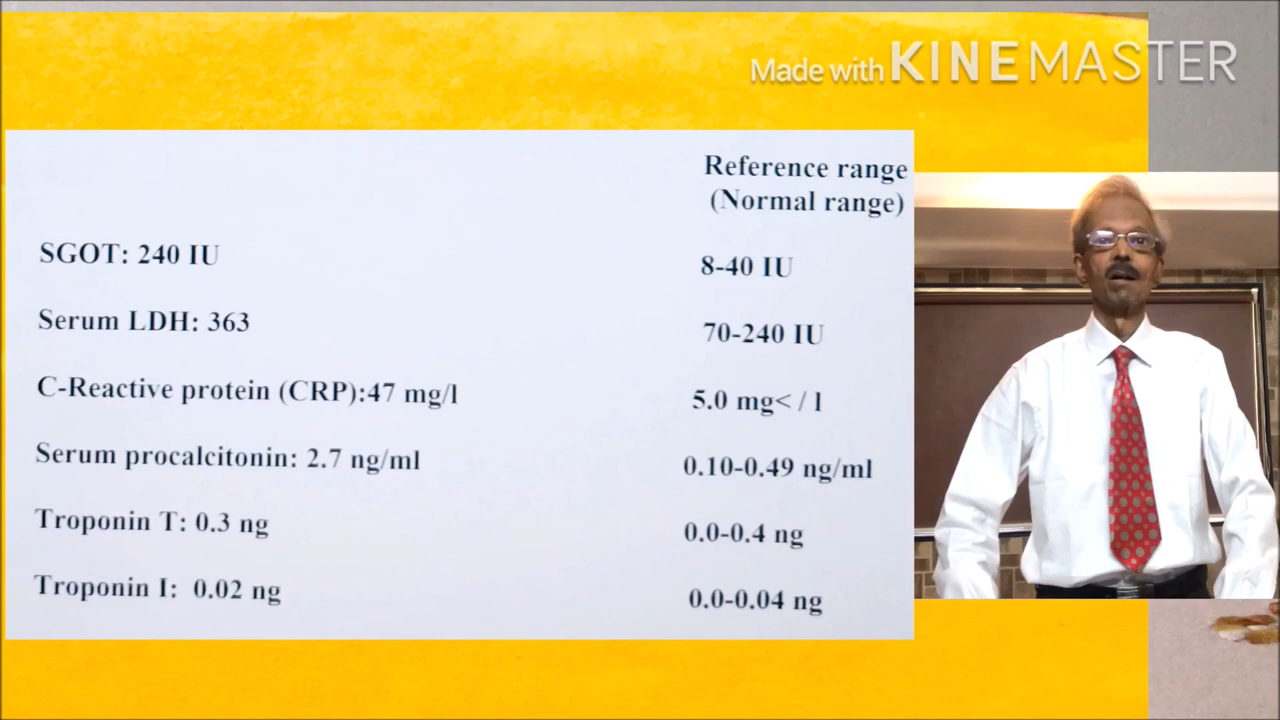 Made with KINEMASTER
Reference range
(Normal range)
SGOT: 240 IU 8-40 IU
Serum LDH: 363 70-240 IU
C-Reactive protein (CRP):47 mg/l 5.0 mg< / l
Serum procalcitonin: 2.7 ng/ml 0.10-0.49 ng/ml
Troponin T: 0.3 ng 0.0-0.4 ng
Troponin I: 0.02 ng 0.0-0.04 ng